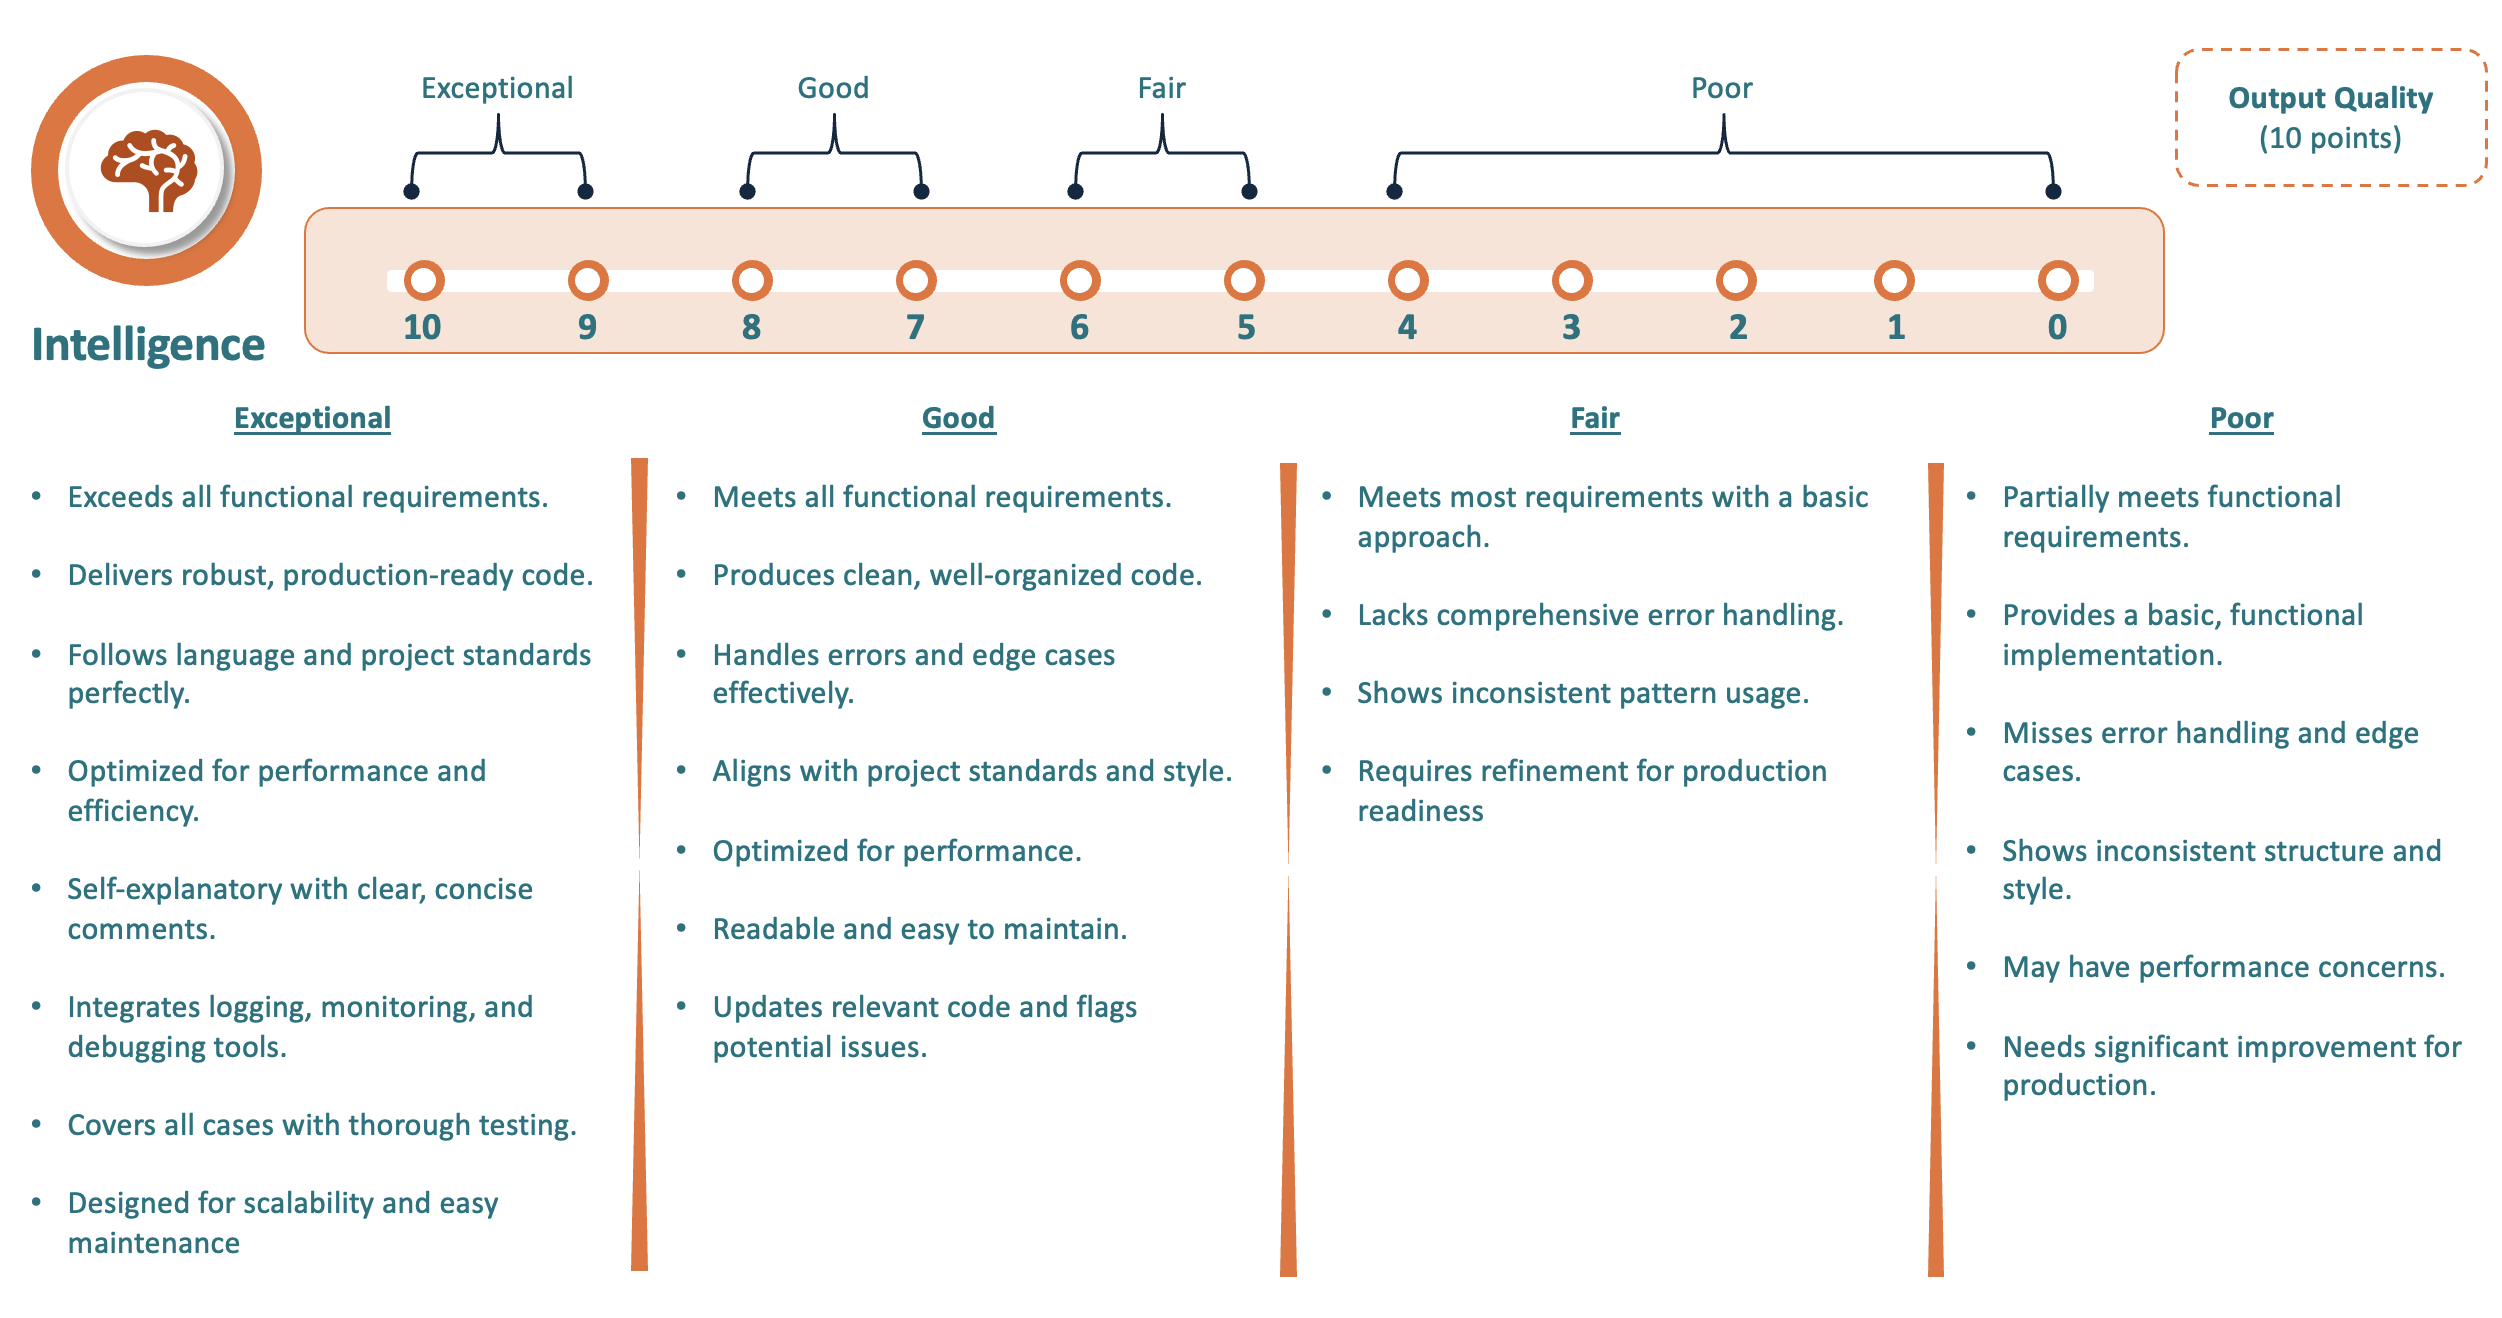 Exceptional
Good
Fair
Poor
Output Quality
(10 points)
Intelligence
10
9
8
7
6
5
4
3
2
1
0
Exceptional
• Exceeds all functional requirements.
• Delivers robust, production-ready code.
• Follows language and project standards
perfectly.
• Optimized for performance and
efficiency.
• Self-explanatory with clear, concise
comments.
• Integrates logging, monitoring, and
debugging tools.
• Covers all cases with thorough testing.
• Designed for scalability and easy
maintenance
Good
• Meets all functional requirements.
• Produces clean, well-organized code.
• Handles errors and edge cases
effectively.
• Aligns with project standards and style.
• Optimized for performance.
• Readable and easy to maintain.
• Updates relevant code and flags
potential issues.
Fair
• Meets most requirements with a basic
approach.
• Lacks comprehensive error handling.
• Shows inconsistent pattern usage.
• Requires refinement for production
readiness
Poor
• Partially meets functional
requirements.
• Provides a basic, functional
implementation.
• Misses error handling and edge
cases.
• Shows inconsistent structure and
style.
• May have performance concerns.
• Needs significant improvement for
production.